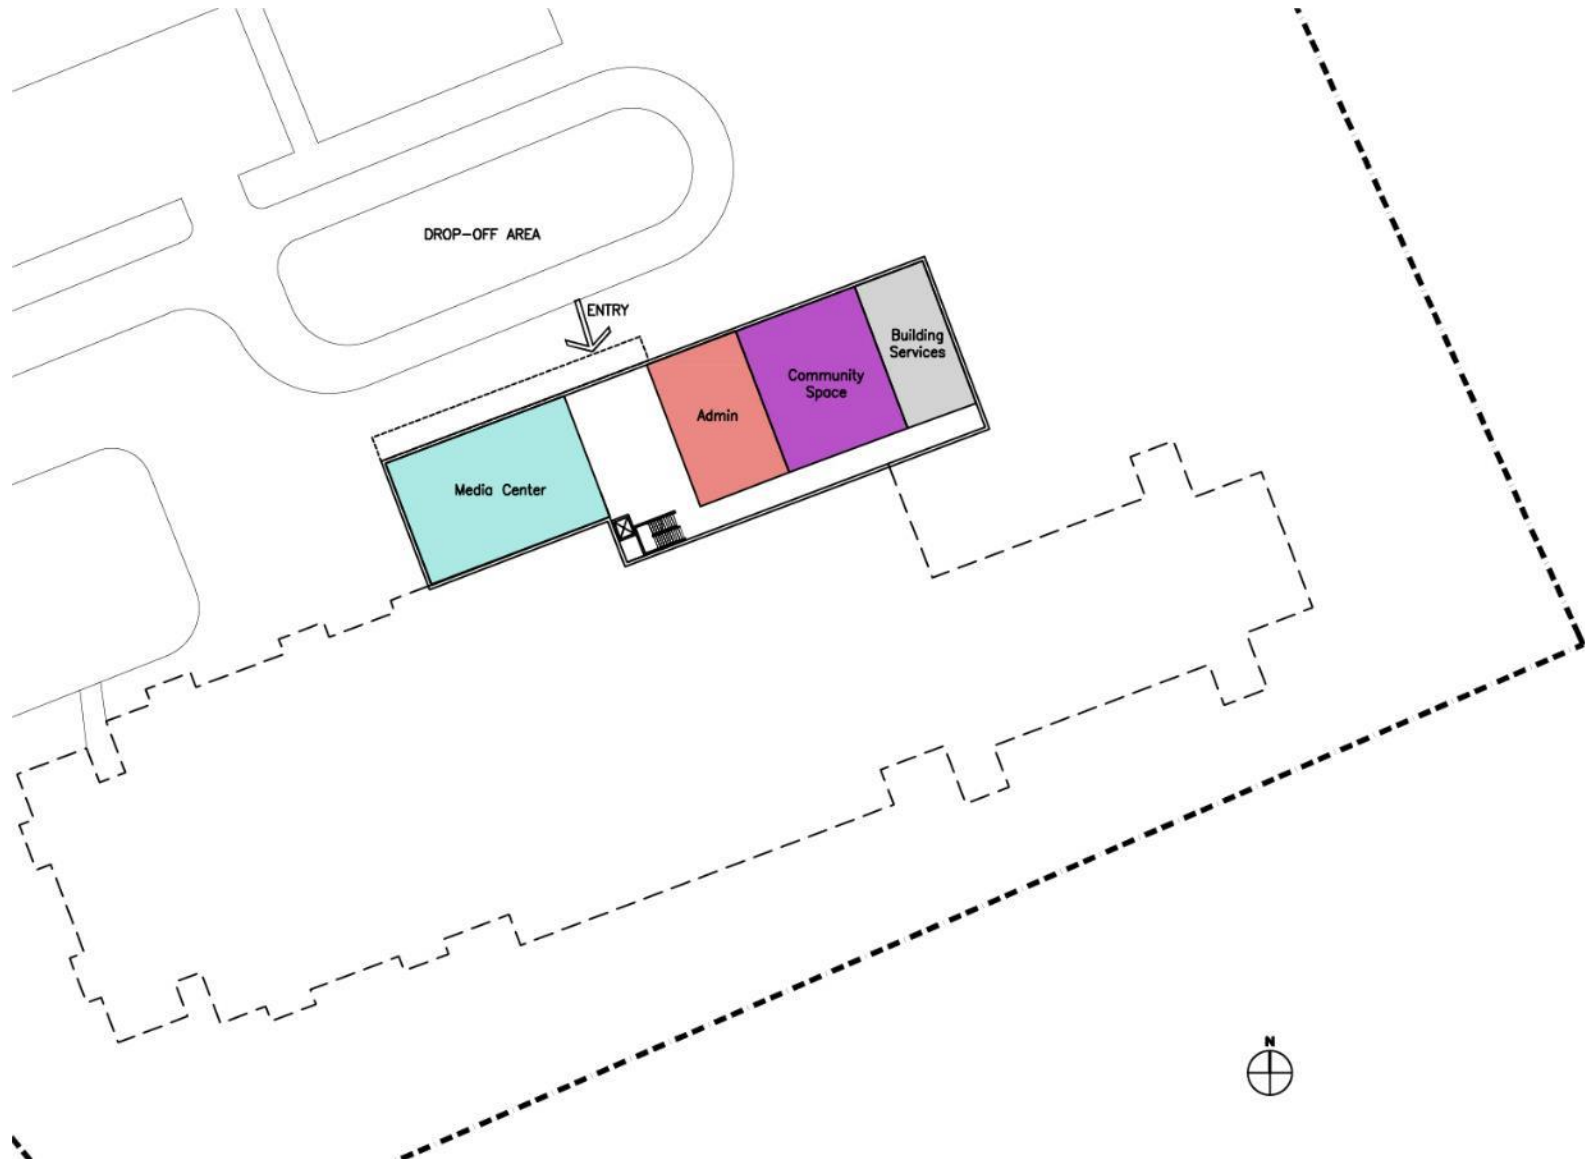 DROP-OFF AREA
ENTRY
Building
Services
Community
Space
Admin
Media Center
N